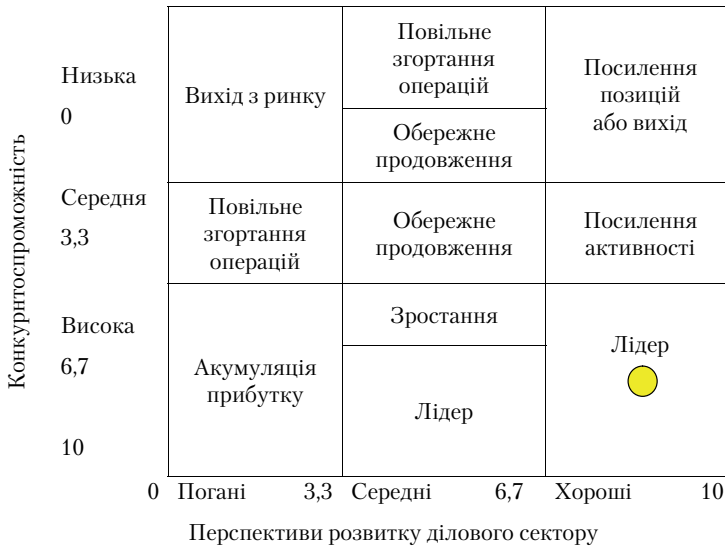 Конкурнтоспроможність
Низька
0
Середня
3,3
Висока
6,7
10
Вихід з ринку
Повільне
згортання
операцій
Обережне
продовження
Посилення
позицій
або вихід
Повільне
згортання
операцій
Обережне
продовження
Посилення
активності
Акумуляція
прибутку
Зростання
Лідер
Лідер
0 Погані 3,3 Середні 6,7 Хороші 10
Перспективи розвитку ділового сектору